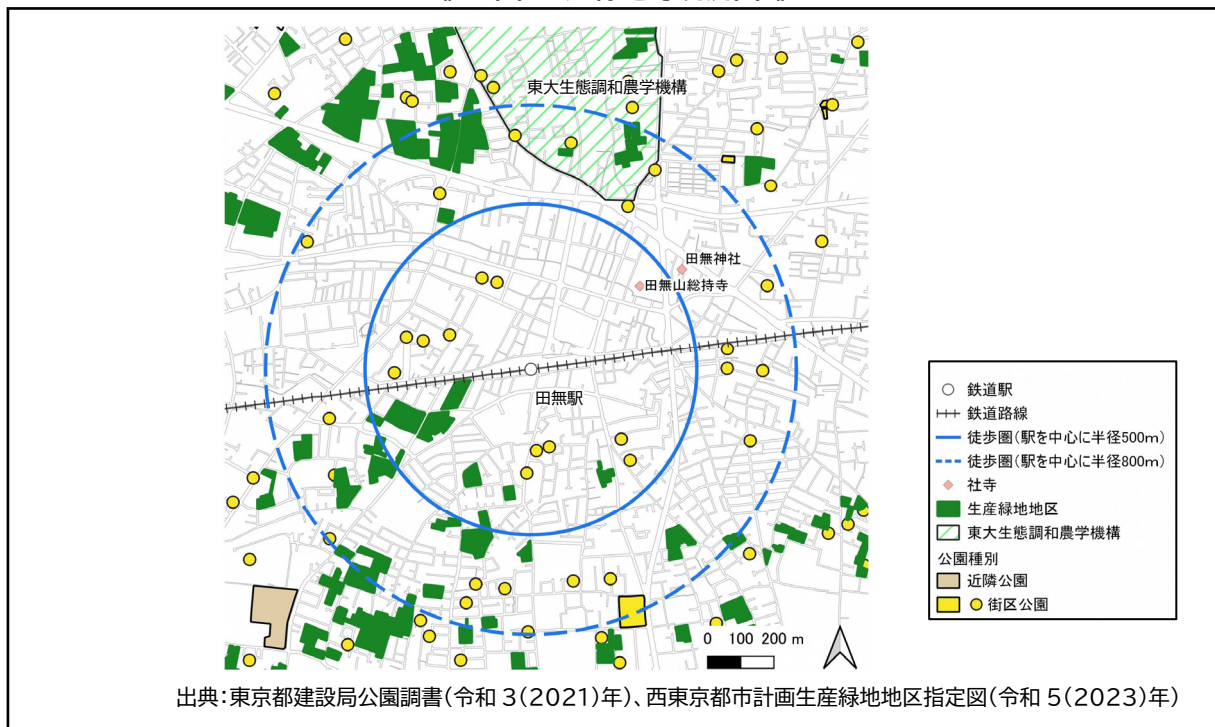 東大生態調和農学機構
田無神社
田無山総持寺
田無駅
0 100 200 m
鉄道駅
鉄道路線
徒歩圏(駅を中心に半径500m)
徒歩圏(駅を中心に半径800m)
社寺
生産緑地地区
東大生態調和農学機構
公園種別
近隣公園
街区公園
出典:東京都建設局公園調書(令和3(2021)年)、西東京都市計画生産緑地地区指定図(令和5(2023)年)